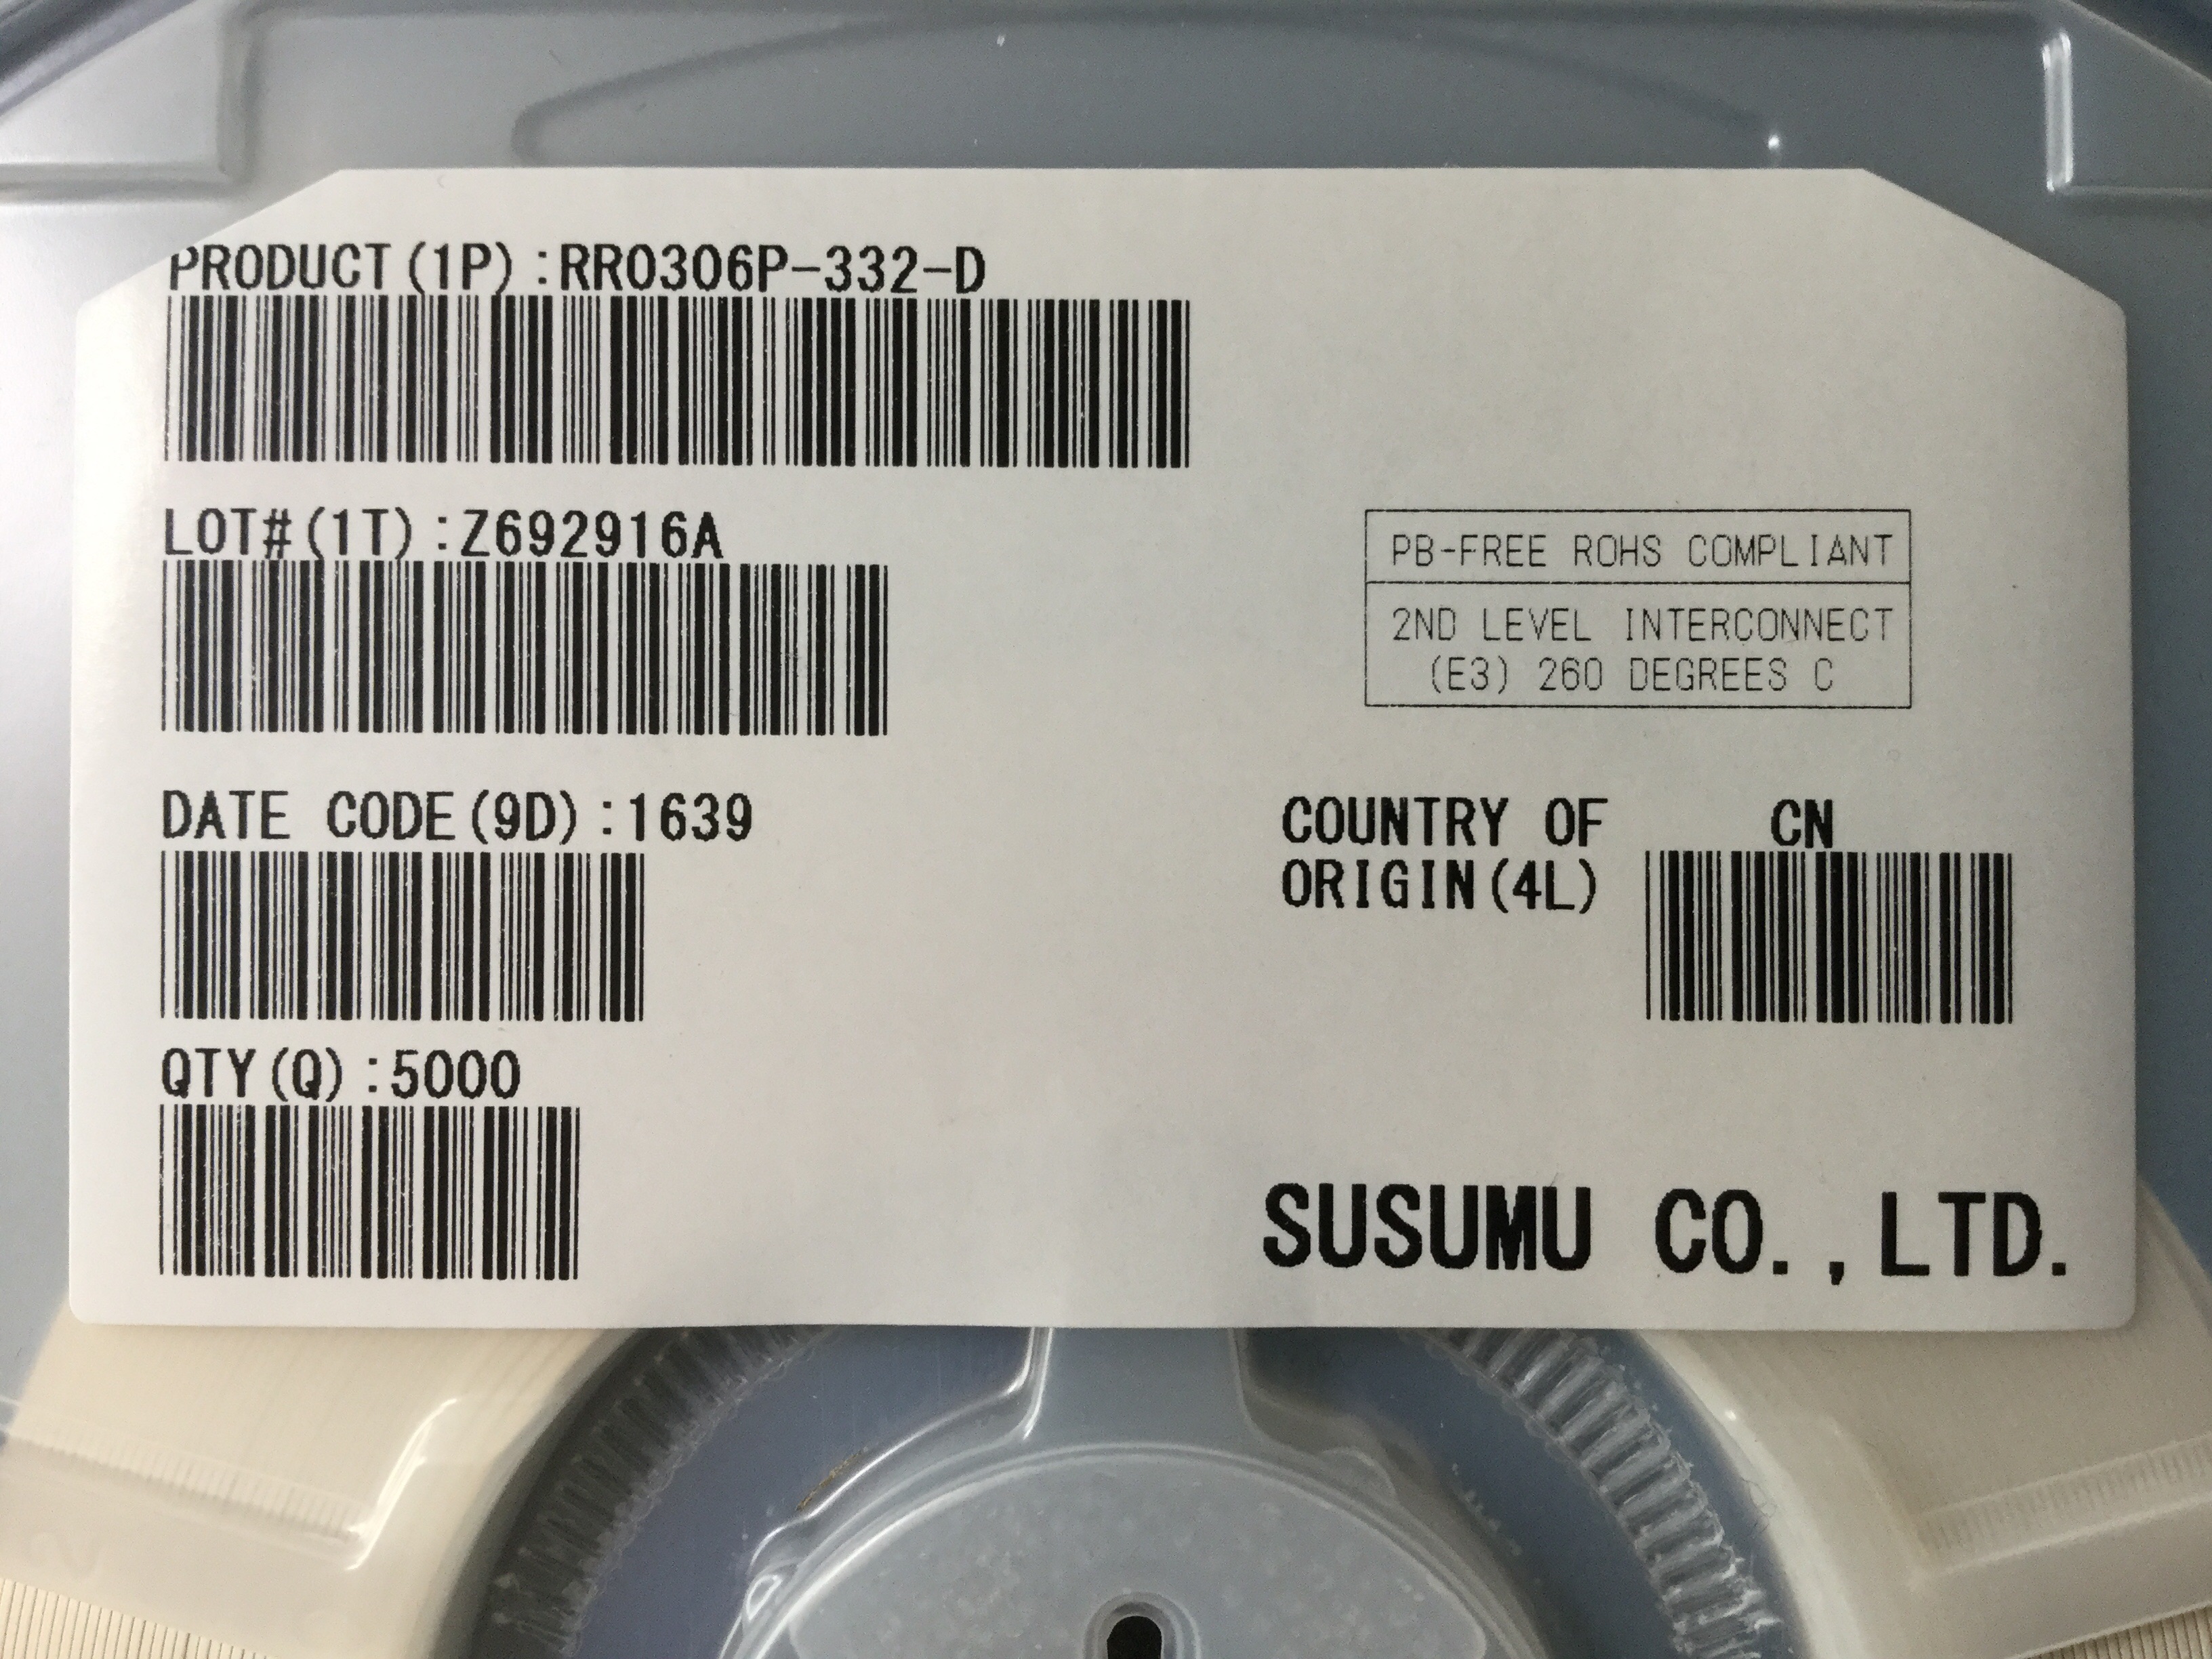 PRODUCT(1P):RR0306P-332-D
LOT#(1T):Z692916A
PB-FREE ROHS COMPLIANT
2ND LEVEL INTERCONNECT
(E3) 260 DEGREES C
DATE CODE(9D):1639
COUNTRY OF CN
ORIGIN(4L)
QTY(Q):5000
SUSUMU CO.,LTD.
2